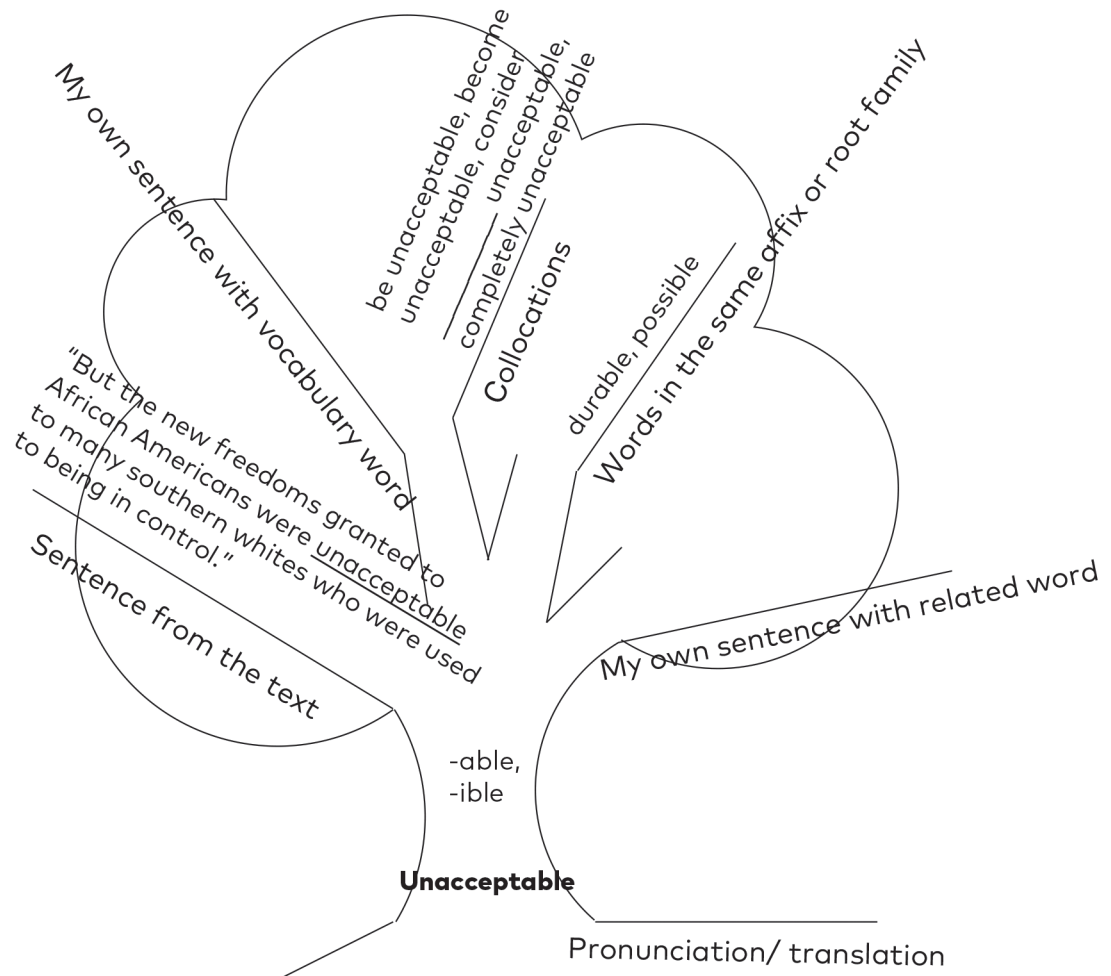 My own sentence with vocabulary word
be unacceptable, become
unacceptable, consider
unacceptable,
completely unacceptable
Collocations
durable, possible
Words in the same affix or root family
"But the new freedoms granted to
African Americans were unacceptable
to many southern whites who were used
to being in control."
Sentence from the text
My own sentence with related word
-able,
-ible
Unacceptable
Pronunciation/ translation